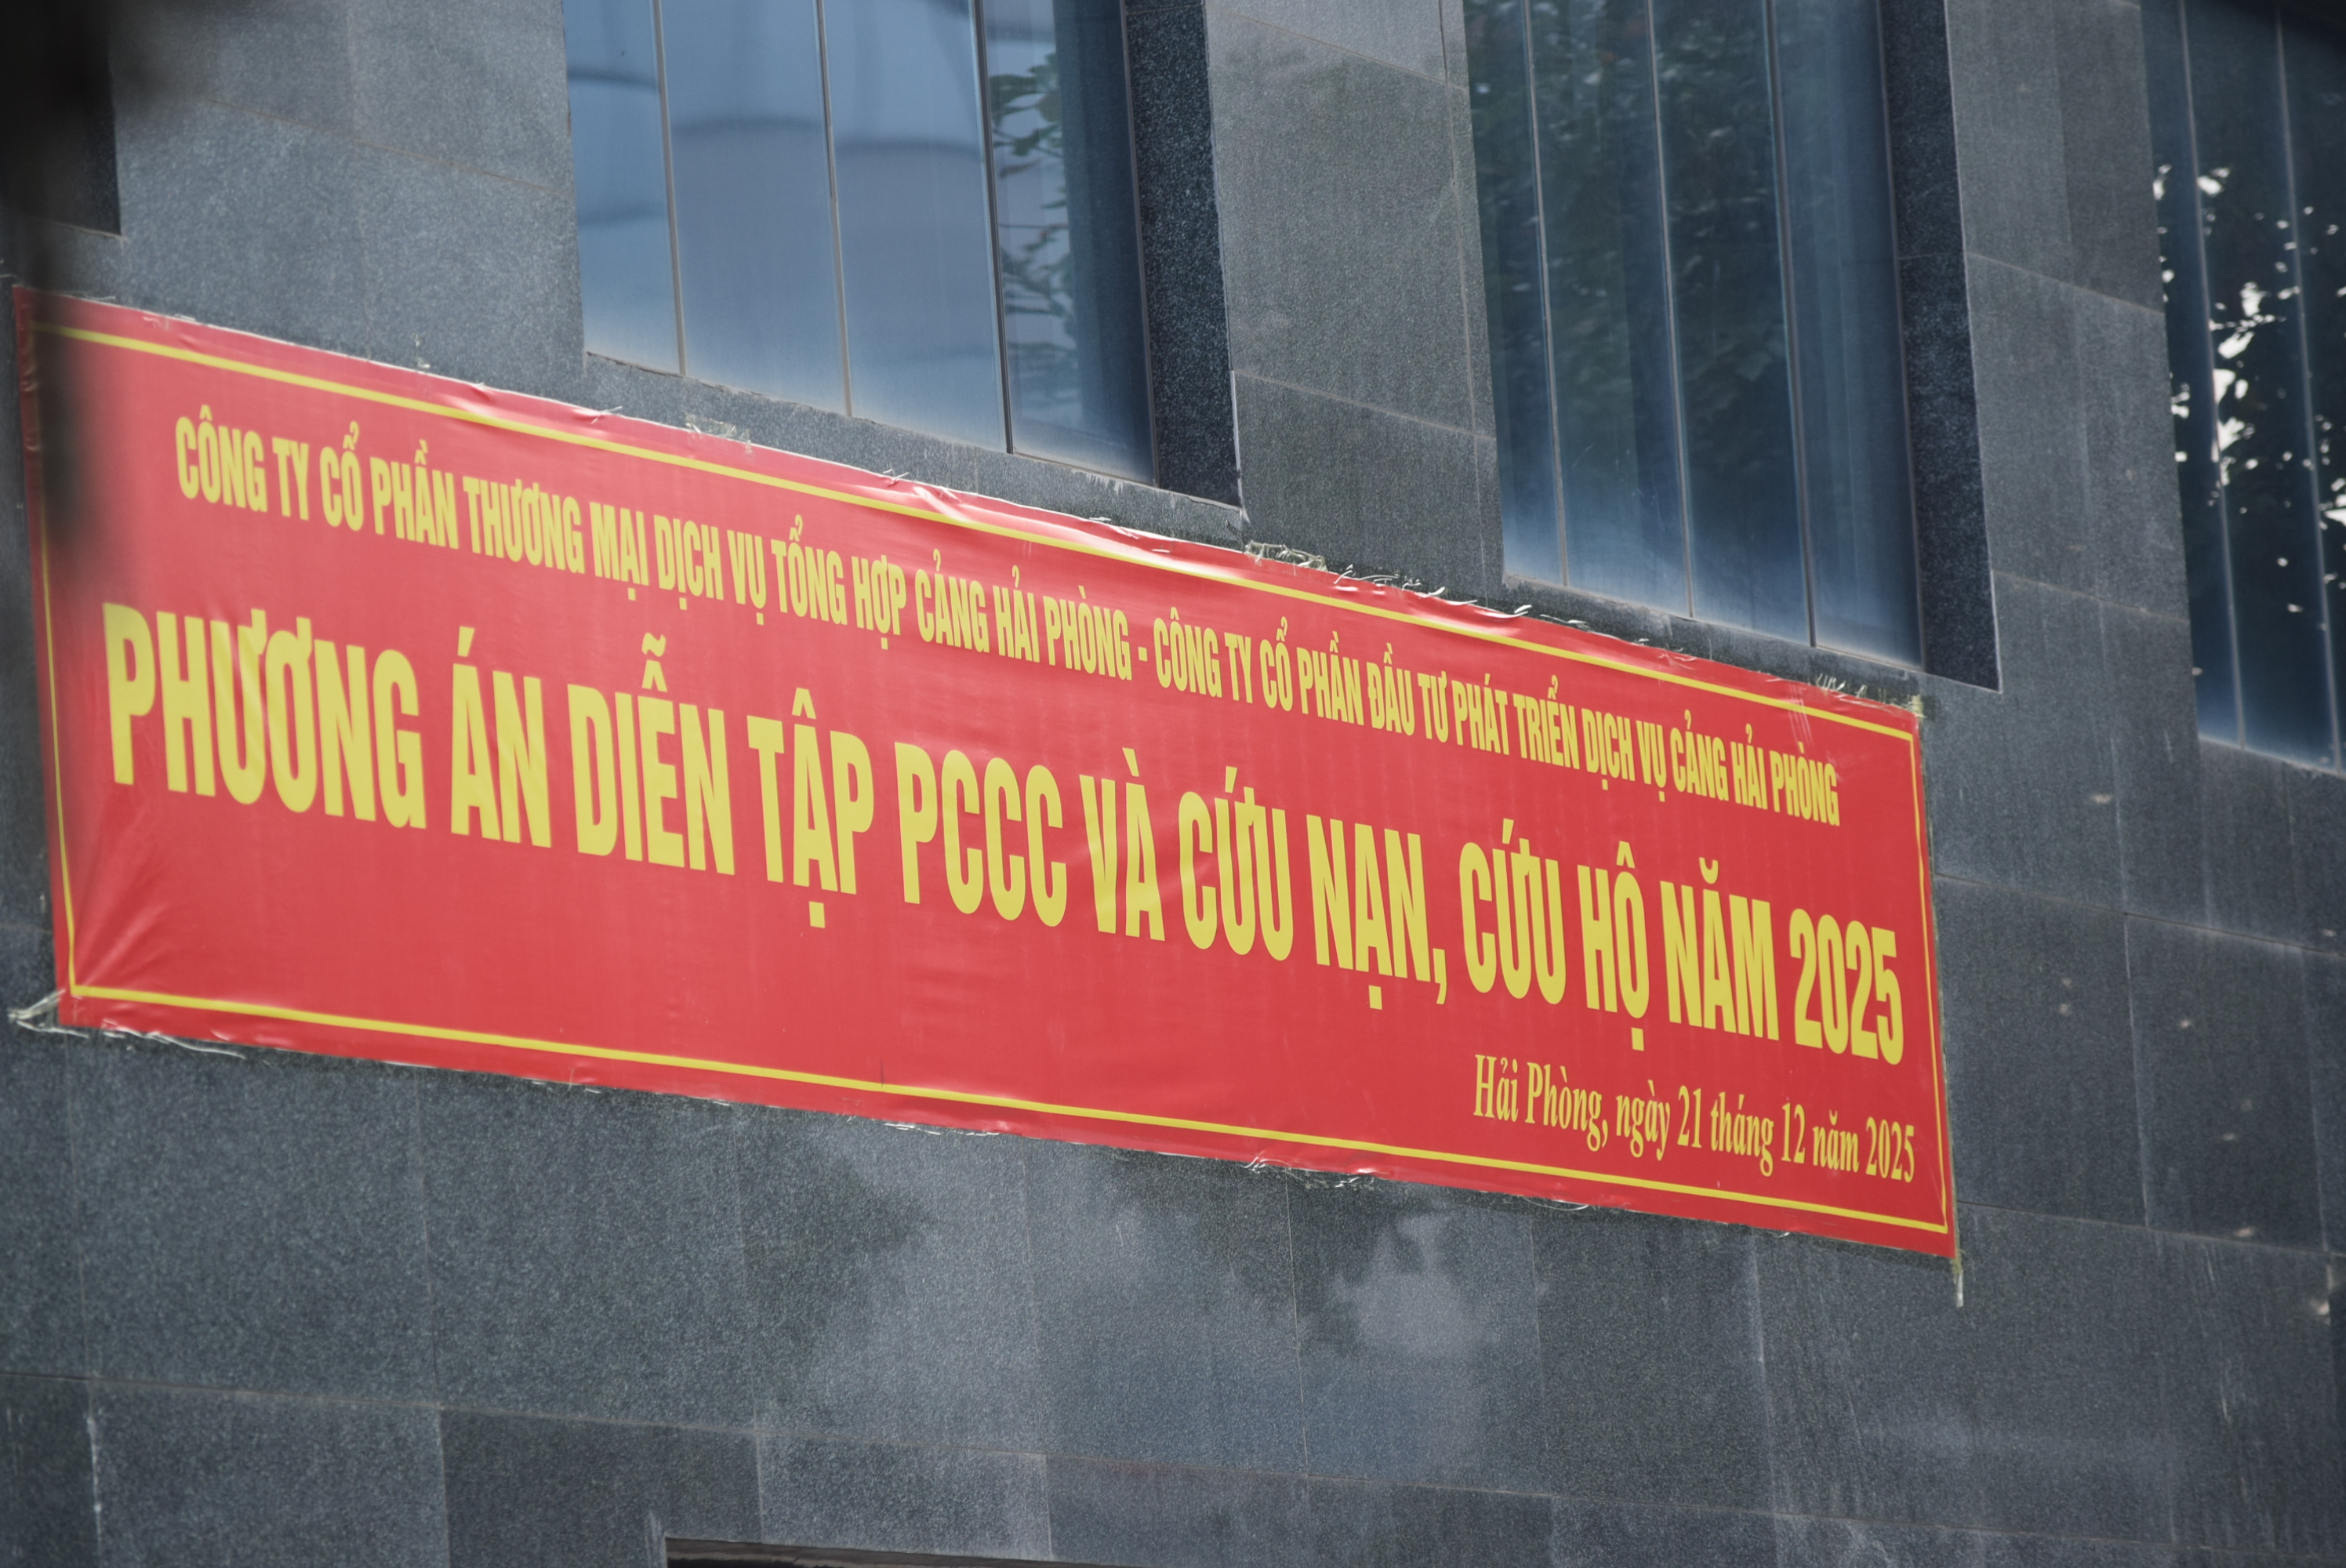 CÔNG TY CỔ PHẦN THƯƠNG MẠI DỊCH VỤ TỔNG HỢP CẢNG HẢI PHÒNG - CÔNG TY CỔ PHẦN ĐẦU TƯ PHÁT TRIỂN DỊCH VỤ CẢNG HẢI PHÒNG
PHƯƠNG ÁN DIỄN TẬP PCCC VÀ CỨU NẠN, CỨU HỘ NĂM 2025
Hải Phòng, ngày 21 tháng 12 năm 2025